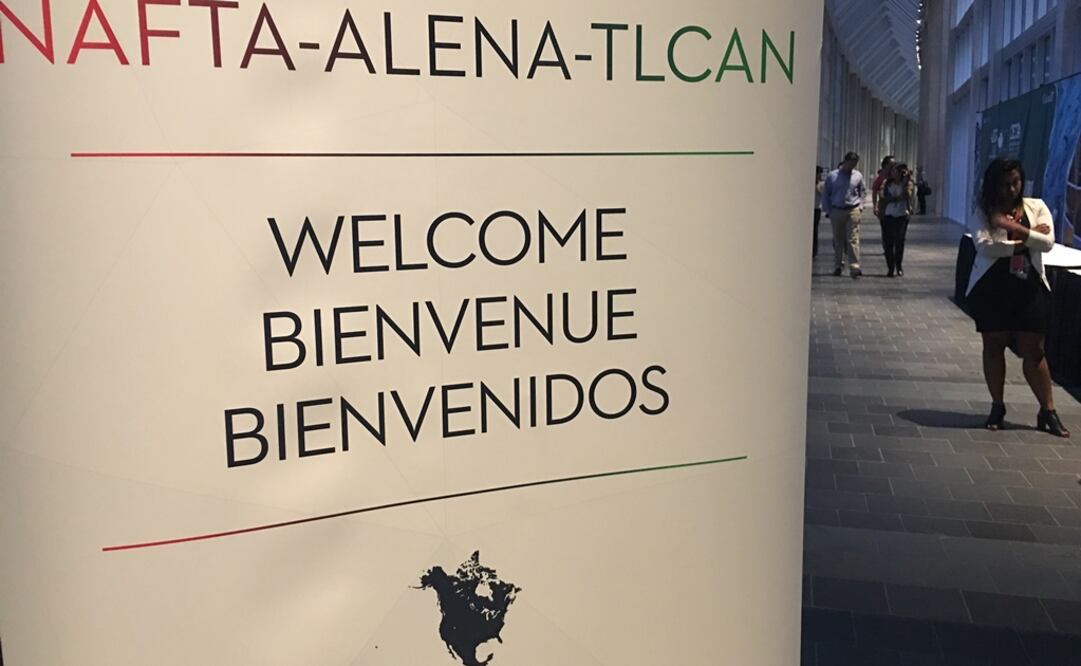 NAFTA-ALENA-TLCAN
WELCOME
BIENVENUE
BIENVENIDOS